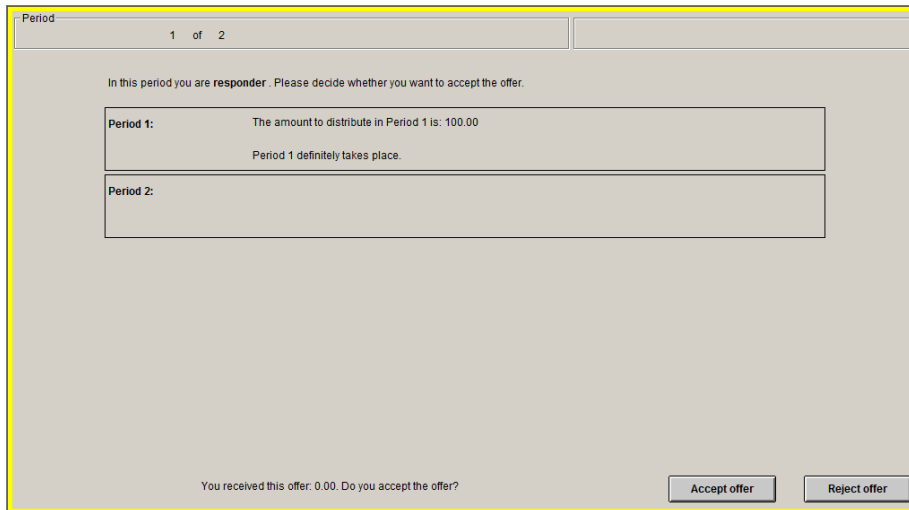 Period
1 of 2
In this period you are responder . Please decide whether you want to accept the offer.
Period 1:
The amount to distribute in Period 1 is: 100.00
Period 1 definitely takes place.
Period 2:
You received this offer: 0.00. Do you accept the offer?
Accept offer
Reject offer